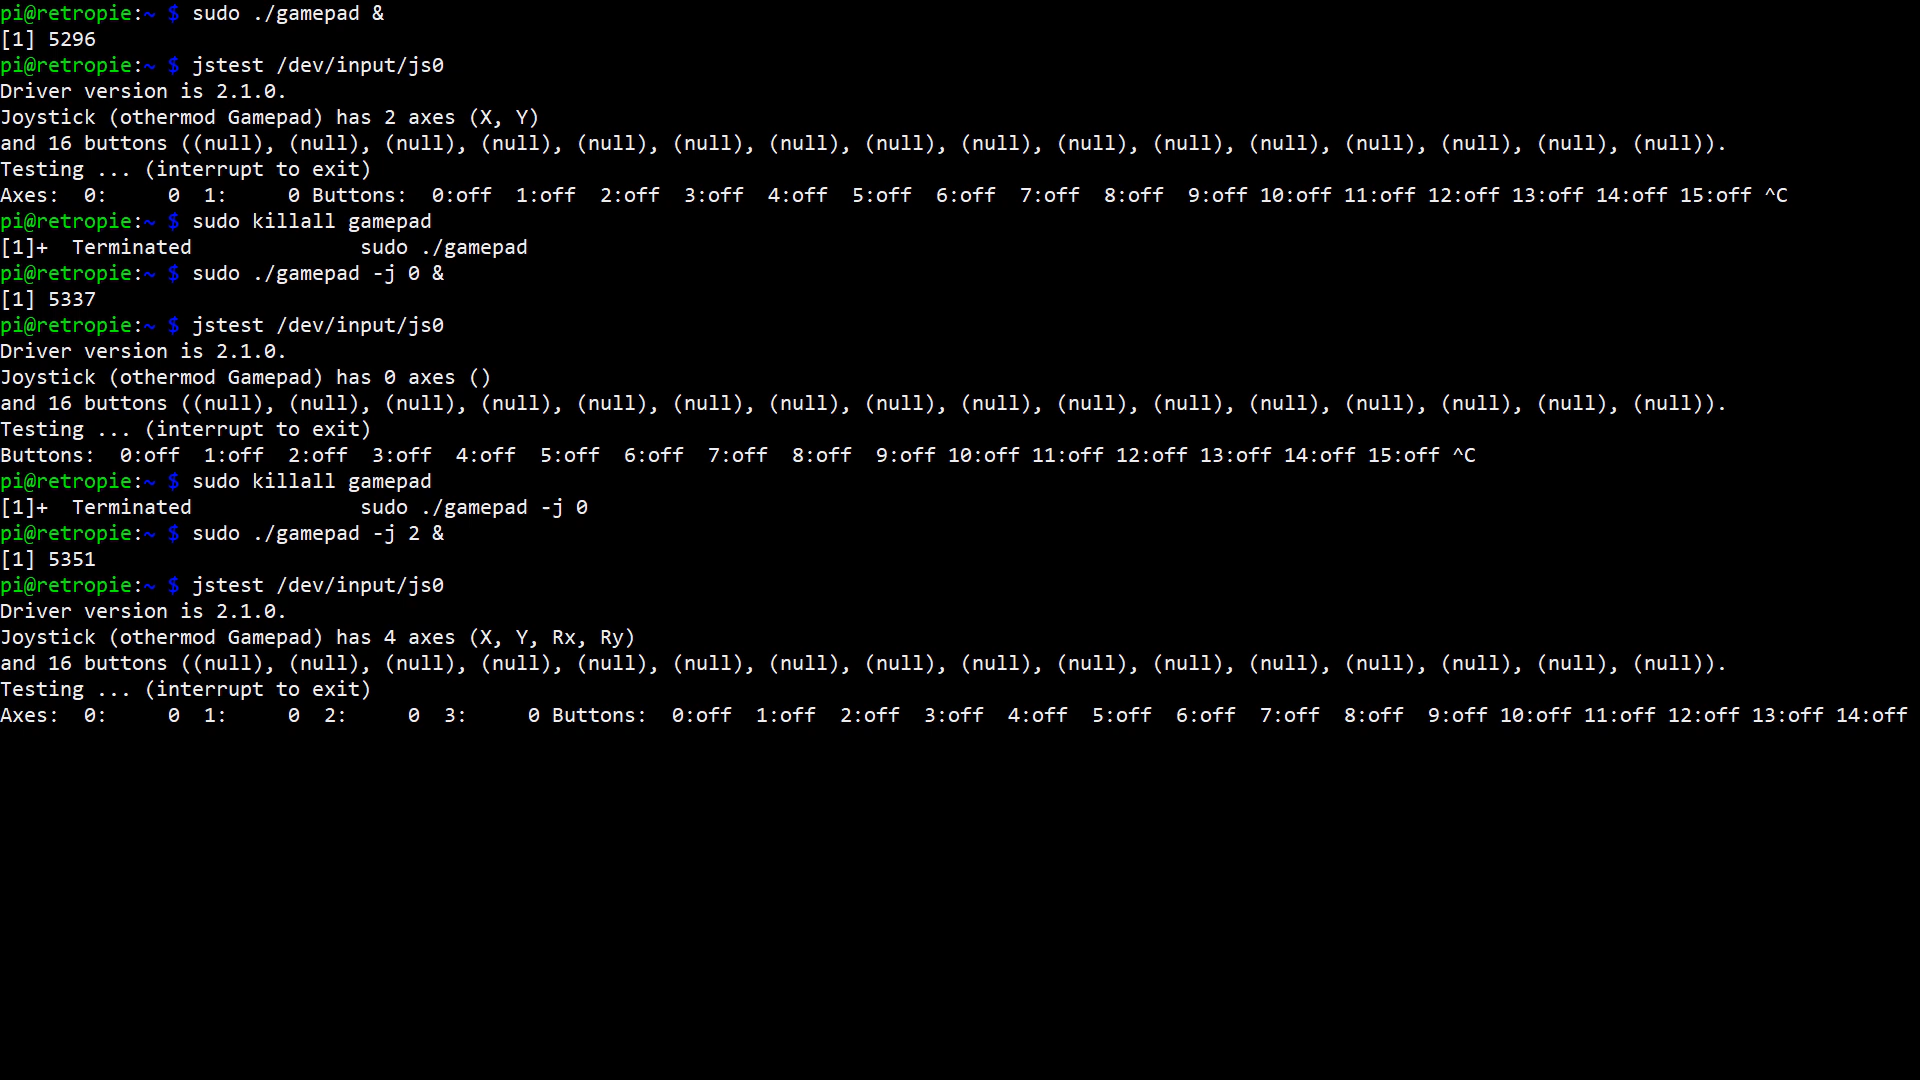 pi@retropie:~ $ sudo ./gamepad &
[1] 5296
pi@retropie:~ $ jstest /dev/input/js0
Driver version is 2.1.0.
Joystick (othermod Gamepad) has 2 axes (X, Y)
and 16 buttons ((null), (null), (null), (null), (null), (null), (null), (null), (null), (null), (null), (null), (null), (null), (null), (null)).
Testing ... (interrupt to exit)
Axes:  0:     0  1:     0 Buttons:  0:off  1:off  2:off  3:off  4:off  5:off  6:off  7:off  8:off  9:off 10:off 11:off 12:off 13:off 14:off 15:off ^C
pi@retropie:~ $ sudo killall gamepad
[1]+  Terminated              sudo ./gamepad
pi@retropie:~ $ sudo ./gamepad -j 0 &
[1] 5337
pi@retropie:~ $ jstest /dev/input/js0
Driver version is 2.1.0.
Joystick (othermod Gamepad) has 0 axes ()
and 16 buttons ((null), (null), (null), (null), (null), (null), (null), (null), (null), (null), (null), (null), (null), (null), (null), (null)).
Testing ... (interrupt to exit)
Buttons:  0:off  1:off  2:off  3:off  4:off  5:off  6:off  7:off  8:off  9:off 10:off 11:off 12:off 13:off 14:off 15:off ^C
pi@retropie:~ $ sudo killall gamepad
[1]+  Terminated              sudo ./gamepad -j 0
pi@retropie:~ $ sudo ./gamepad -j 2 &
[1] 5351
pi@retropie:~ $ jstest /dev/input/js0
Driver version is 2.1.0.
Joystick (othermod Gamepad) has 4 axes (X, Y, Rx, Ry)
and 16 buttons ((null), (null), (null), (null), (null), (null), (null), (null), (null), (null), (null), (null), (null), (null), (null), (null)).
Testing ... (interrupt to exit)
Axes:  0:     0  1:     0  2:     0  3:     0 Buttons:  0:off  1:off  2:off  3:off  4:off  5:off  6:off  7:off  8:off  9:off 10:off 11:off 12:off 13:off 14:off